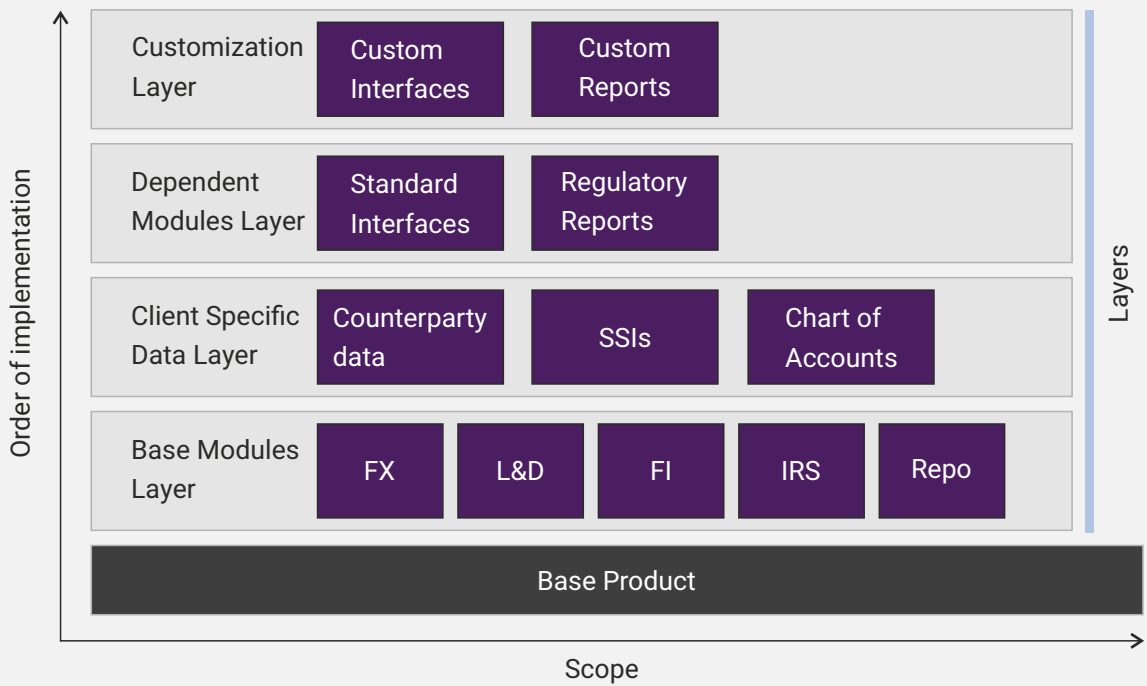 Customization
Layer
Custom
Interfaces
Custom
Reports
Dependent
Modules Layer
Standard
Interfaces
Regulatory
Reports
Client Specific
Data Layer
Counterparty
data
SSIs
Chart of
Accounts
Base Modules
Layer
FX
L&D
FI
IRS
Repo
Base Product
Order of implementation
Layers
Scope